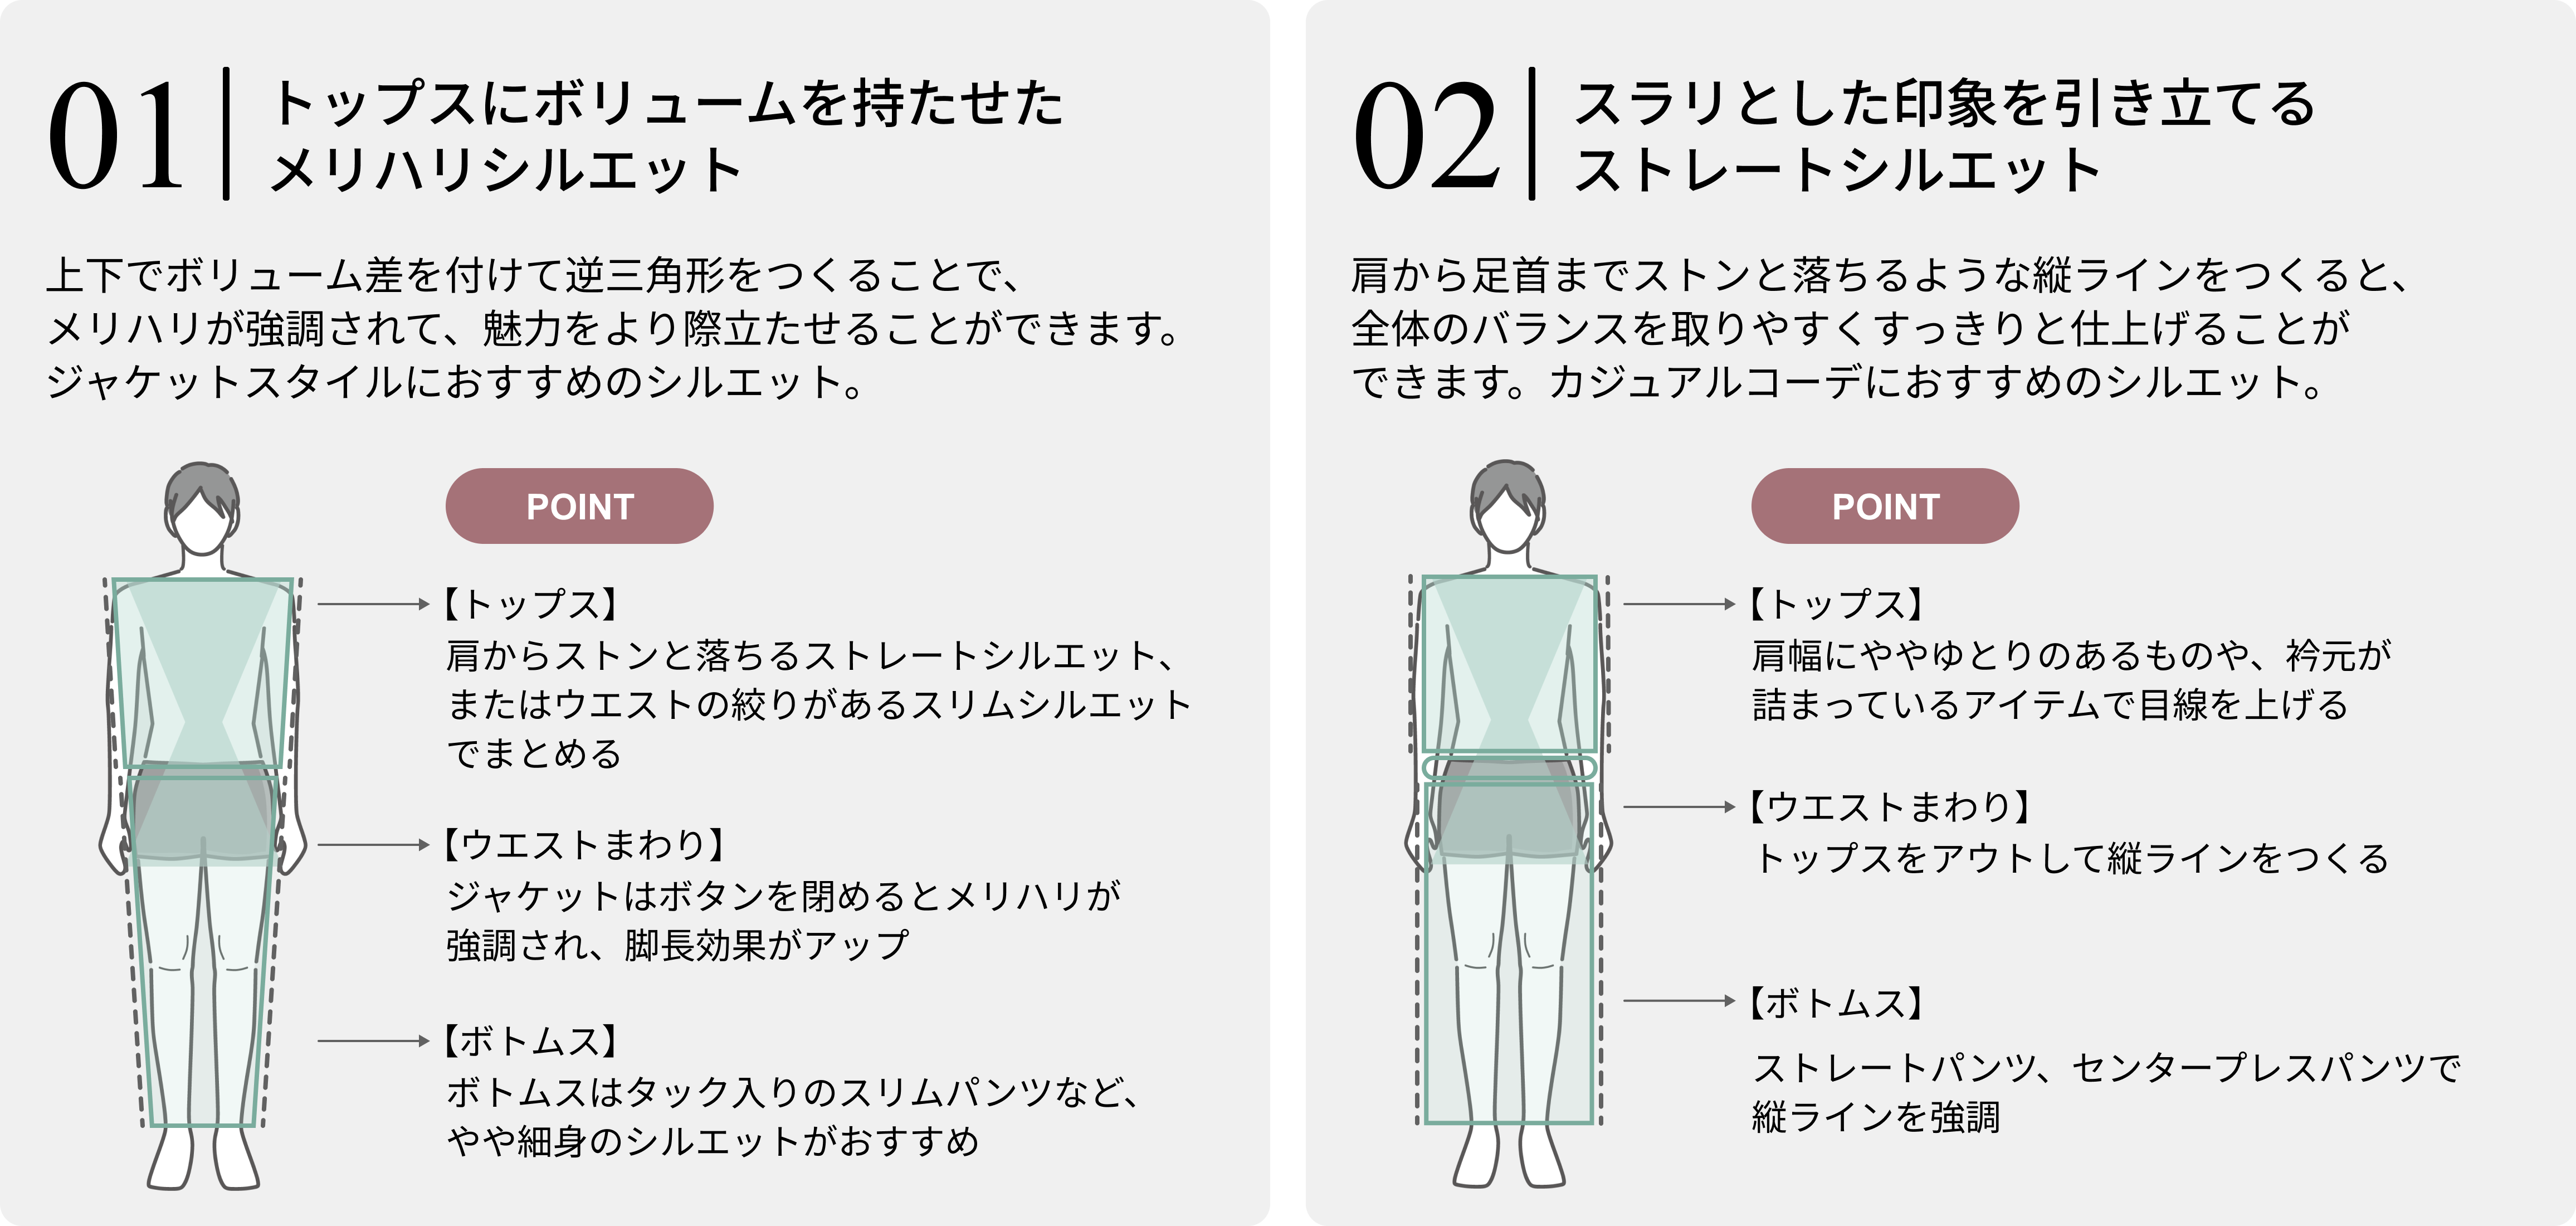 01
トップスにボリュームを持たせた
メリハリシルエット
上下でボリューム差を付けて逆三角形をつくることで、
メリハリが強調されて、魅力をより際立たせることができます。
ジャケットスタイルにおすすめのシルエット。
POINT
【トップス】
肩からストンと落ちるストレートシルエット、
またはウエストの絞りがあるスリムシルエット
でまとめる
【ウエストまわり】
ジャケットはボタンを閉めるとメリハリが
強調され、脚長効果がアップ
【ボトムス】
ボトムスはタック入りのスリムパンツなど、
やや細身のシルエットがおすすめ
02
スラリとした印象を引き立てる
ストレートシルエット
肩から足首までストンと落ちるような縦ラインをつくると、
全体のバランスを取りやすくすっきりと仕上げることが
できます。カジュアルコーデにおすすめのシルエット。
POINT
【トップス】
肩幅にややゆとりのあるものや、衿元が
詰まっているアイテムで目線を上げる
【ウエストまわり】
トップスをアウトして縦ラインをつくる
【ボトムス】
ストレートパンツ、センタープレスパンツで
縦ラインを強調